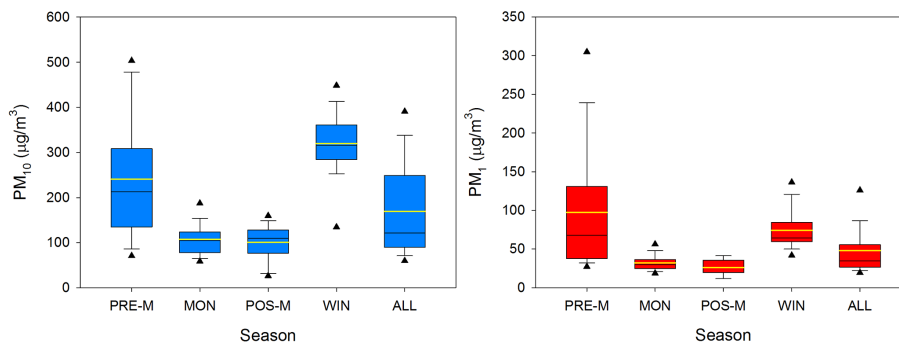 600
500
400
300
200
100
0
PM10 (µg/m3)
PRE-M MON POS-M WIN ALL
Season
350
300
250
200
150
100
50
0
PM1 (µg/m3)
PRE-M MON POS-M WIN ALL
Season